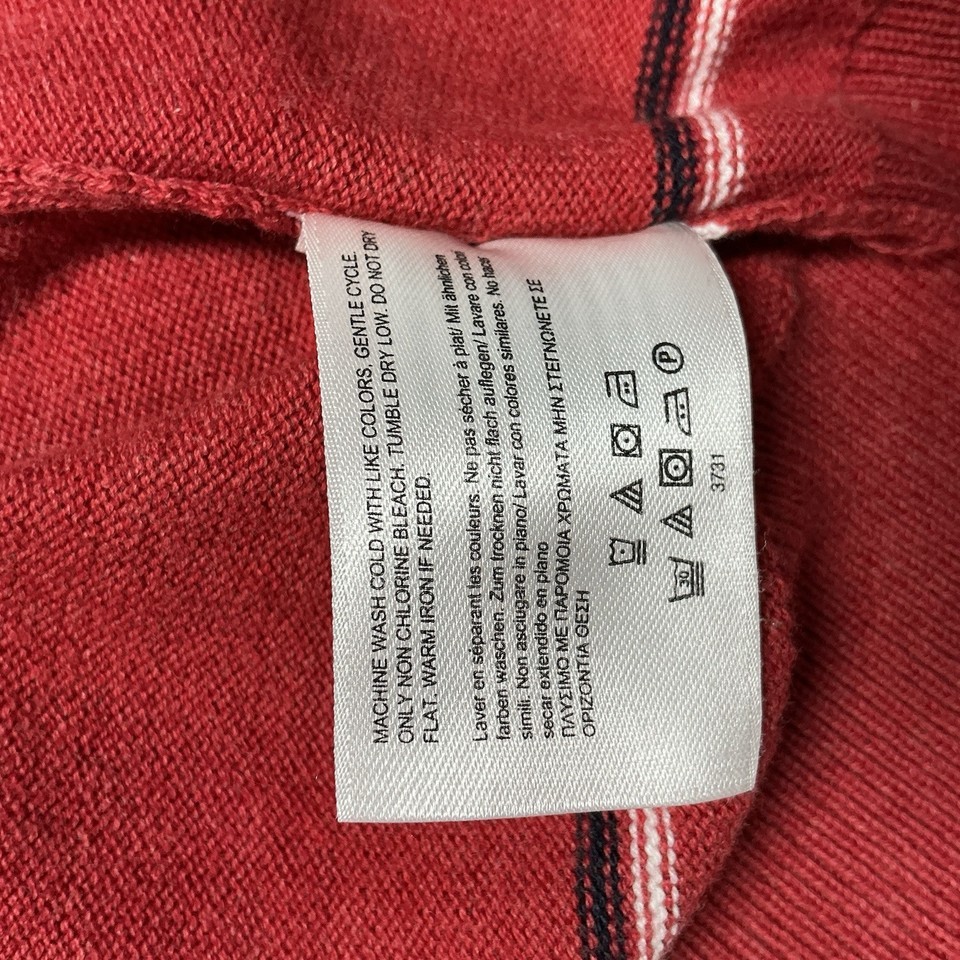 MACHINE WASH COLD WITH LIKE COLORS, GENTLE CYCLE.
ONLY NON CHLORINE BLEACH. TUMBLE DRY LOW. DO NOT DRY
FLAT. WARM IRON IF NEEDED.
Laver en séparant les couleurs. Ne pas sécher à plat/ Mit ähnlichen
farben waschen. Zum trocknen nicht flach auflegen/ Lavare con colori
simili. Non asciugare in piano/ Lavar con colores similares. No hace
secar extendido en plano
ΠΛΥΣΙΜΟ ΜΕ ΠΑΡΟΜΟΙΑ ΧΡΩΜΑΤΑ ΜΗΝ ΣΤΕΓΝΩΝΕΤΕ ΣΕ
ΟΡΙΖΟΝΤΙΑ ΘΕΣΗ
30
P
3731